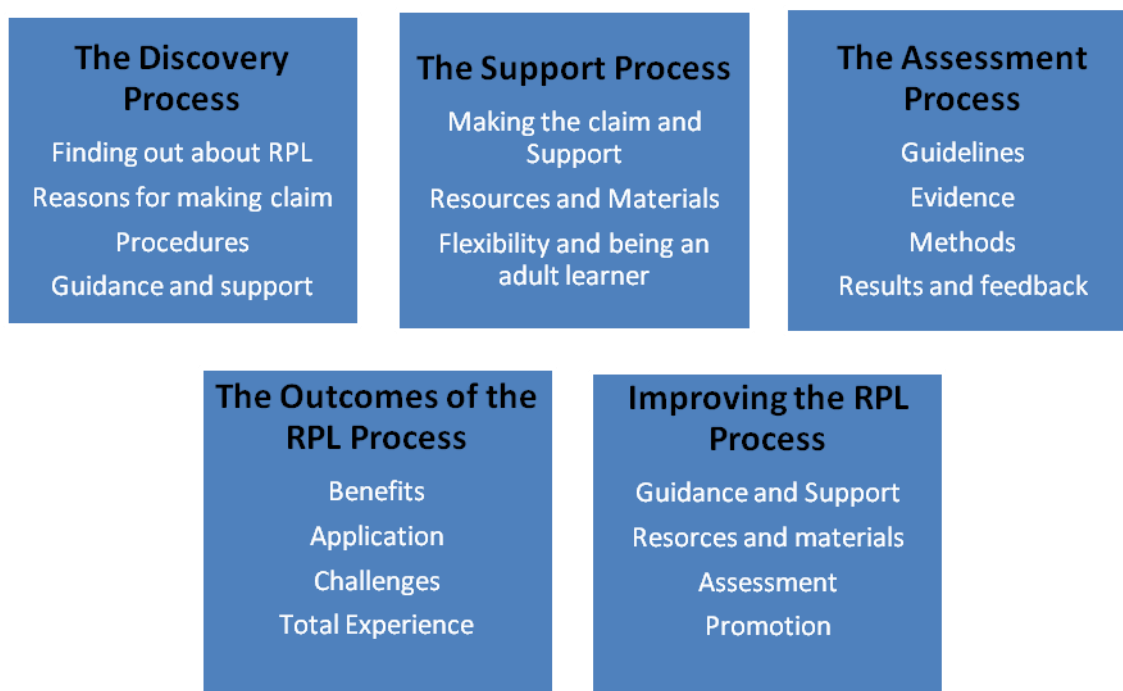 The Discovery
Process
Finding out about RPL
Reasons for making claim
Procedures
Guidance and support
The Support Process
Making the claim and
Support
Resources and Materials
Flexibility and being an
adult learner
The Assessment
Process
Guidelines
Evidence
Methods
Results and feedback
The Outcomes of the
RPL Process
Benefits
Application
Challenges
Total Experience
Improving the RPL
Process
Guidance and Support
Resorces and materials
Assessment
Promotion